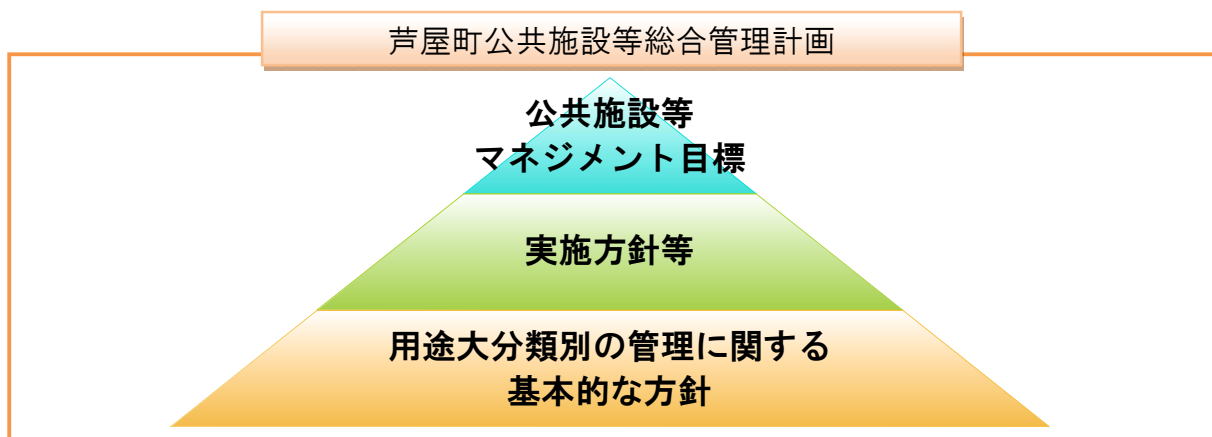 芦屋町公共施設等総合管理計画
公共施設等
マネジメント目標
実施方針等
用途大分類別の管理に関する
基本的な方針